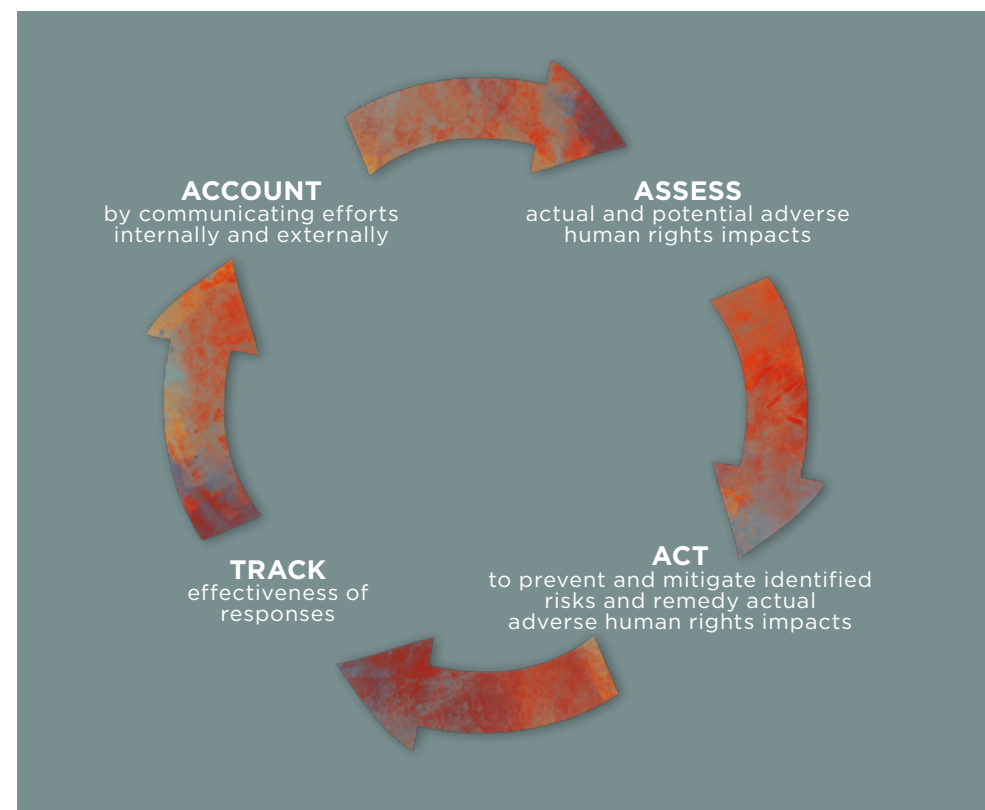 ACCOUNT
by communicating efforts
internally and externally
ASSESS
actual and potential adverse
human rights impacts
ACT
to prevent and mitigate identified
risks and remedy actual
adverse human rights impacts
TRACK
effectiveness of
responses